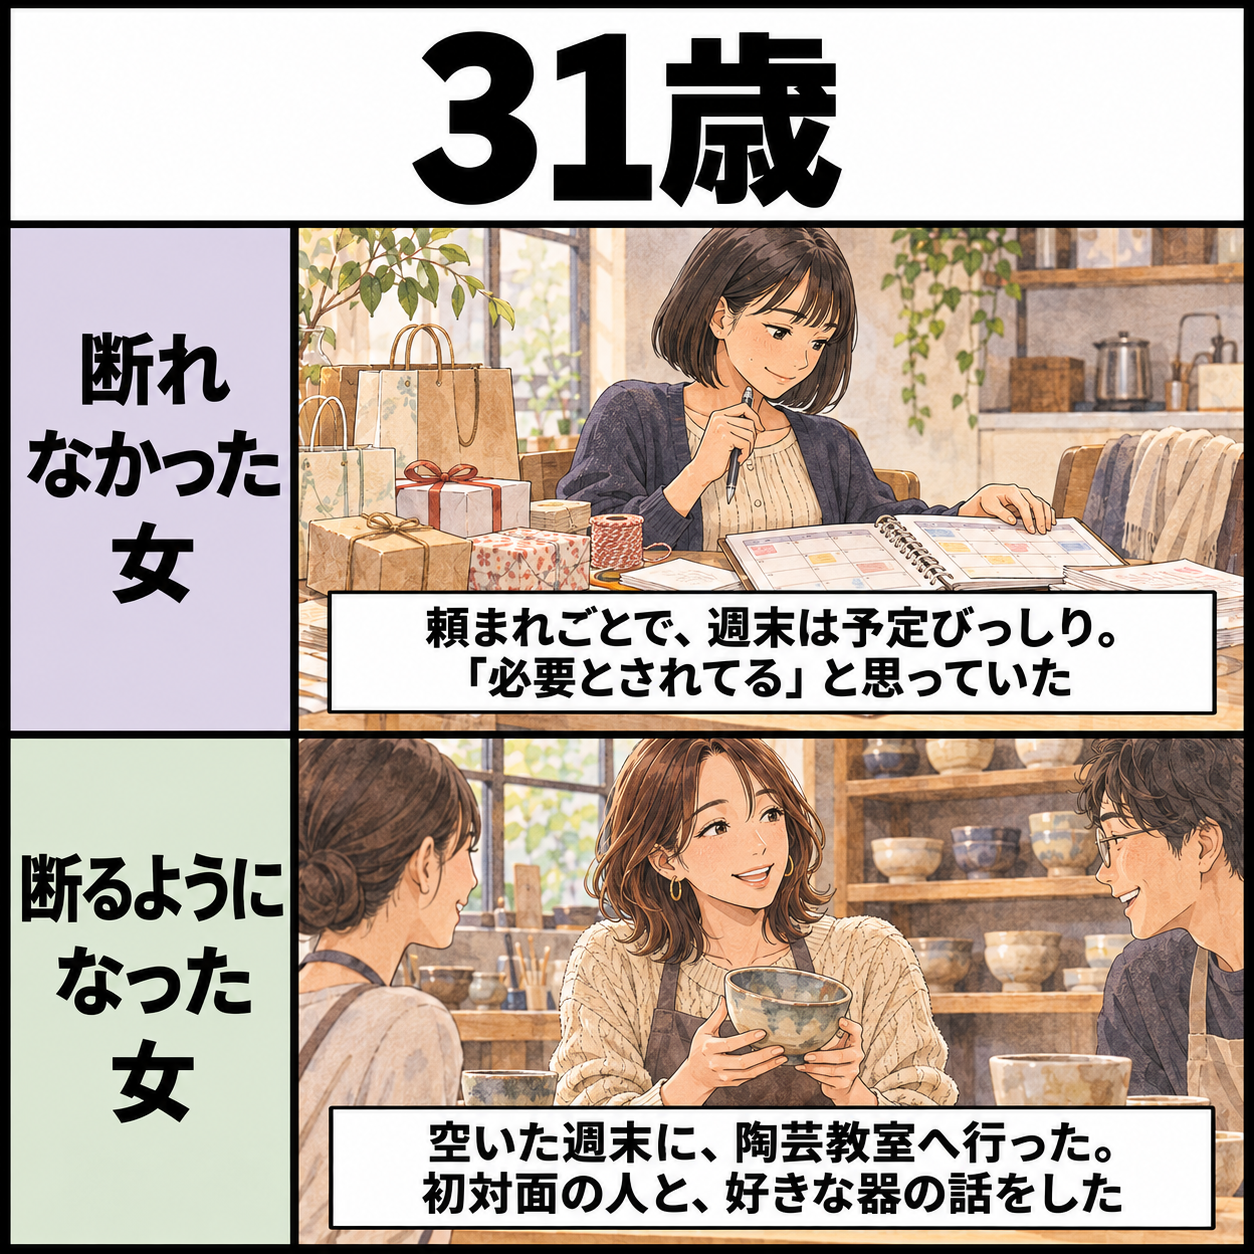 31歳
断れ
なかった
女
頼まれごとで、週末は予定びっしり。
「必要とされてる」と思っていた
断るように
なった
女
空いた週末に、陶芸教室へ行った。
初対面の人と、好きな器の話をした